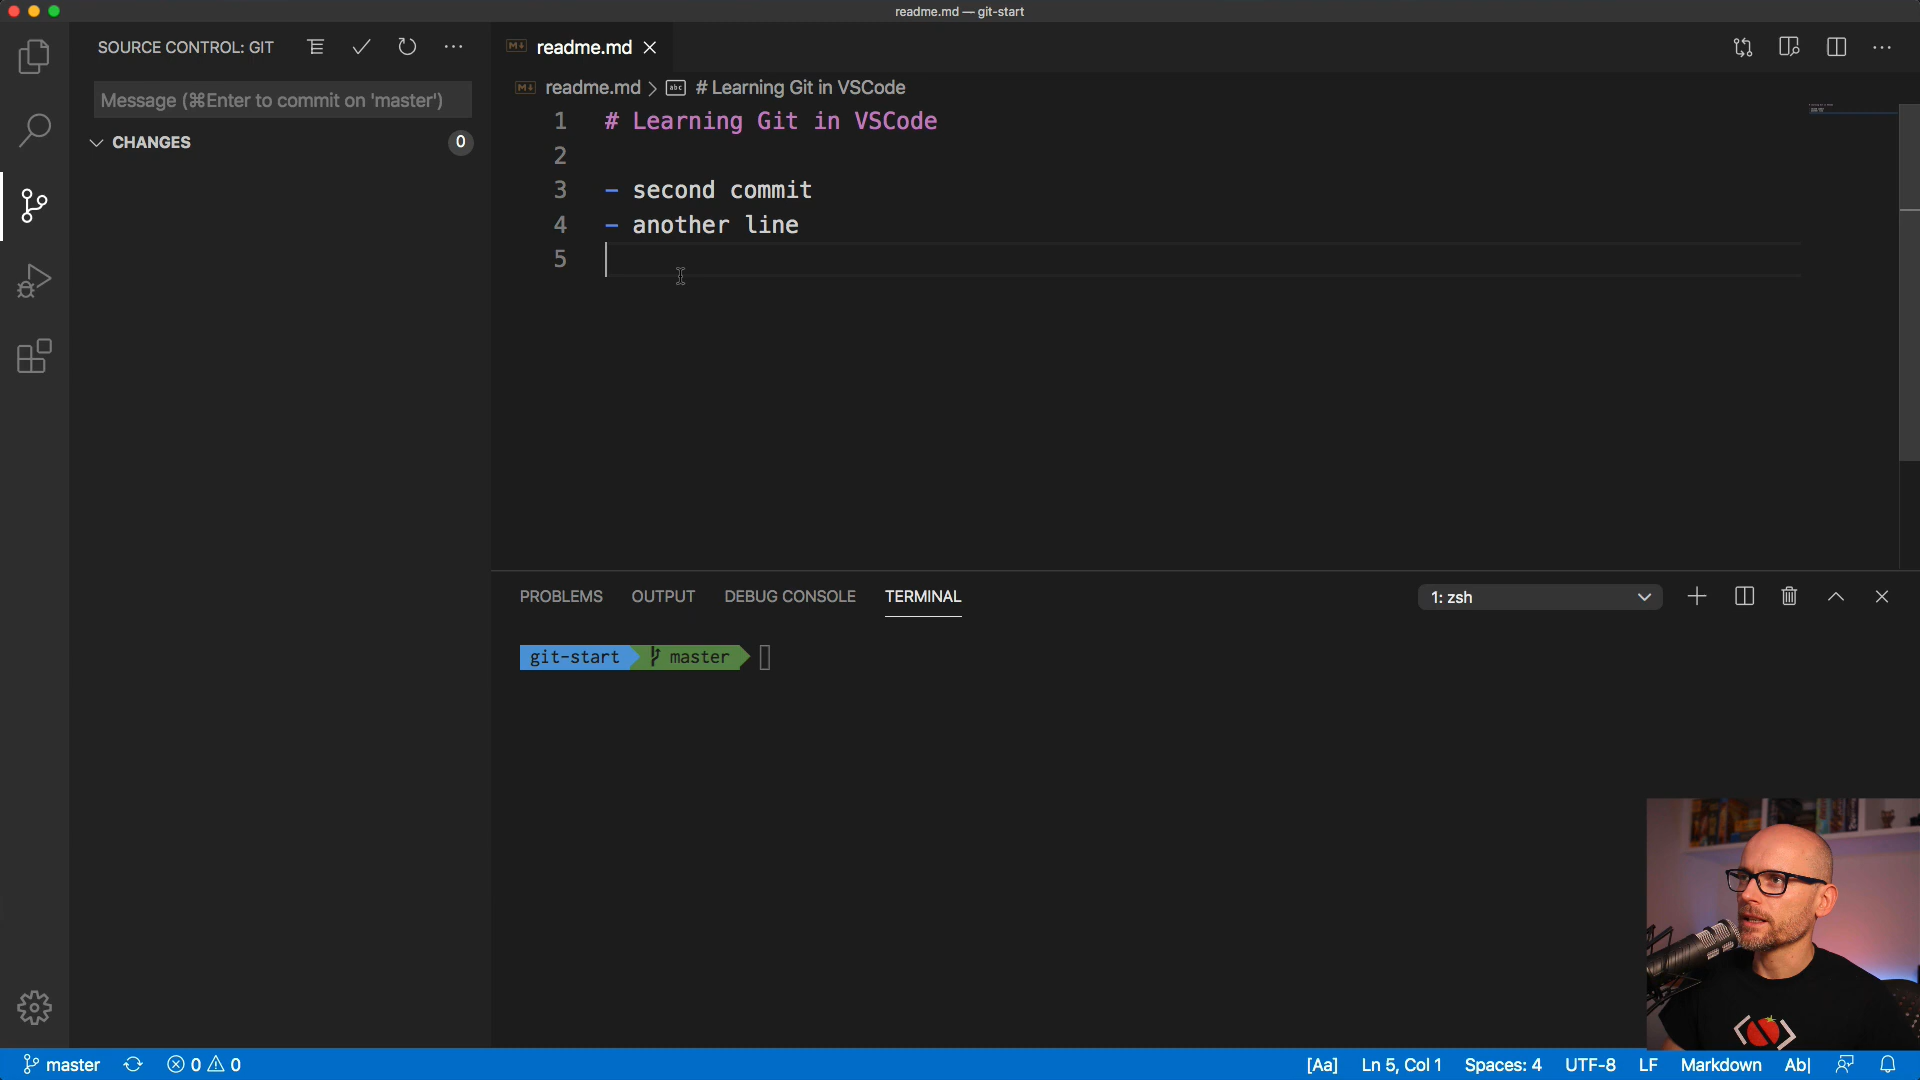 readme.md — git-start
SOURCE CONTROL: GIT
Message (⌘Enter to commit on 'master')
CHANGES
0
readme.md
readme.md > # Learning Git in VSCode
1 # Learning Git in VSCode
2
3 - second commit
4 - another line
5
PROBLEMS OUTPUT DEBUG CONSOLE TERMINAL
1: zsh
git-start master
master 0 0 [Aa] Ln 5, Col 1 Spaces: 4 UTF-8 LF Markdown Ab|